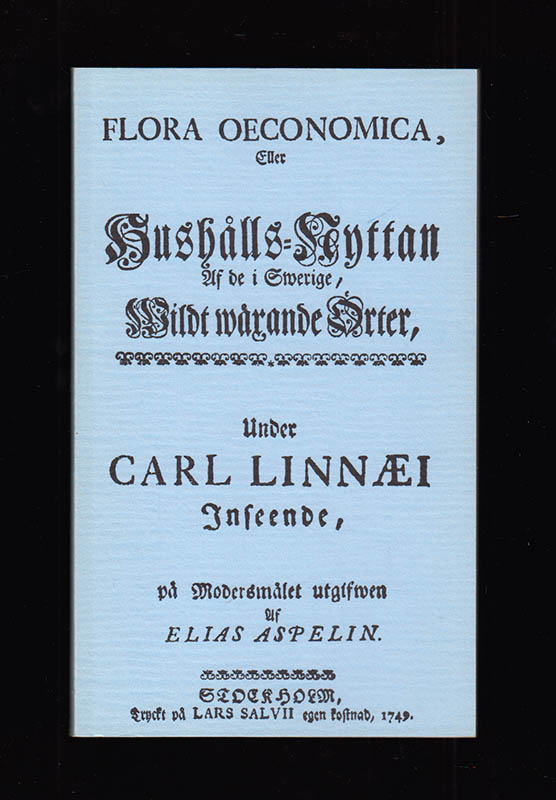 FLORA OECONOMICA,
Eller
Hushålls-Nyttan
Af de i Swerige,
Wildt wäxande Örter,
Under
CARL LINNÆI
Inseende,
på Modersmålet utgifwen
Af
ELIAS ASPELIN.
STOCKHOLM,
Tryckt på LARS SALVII egen kostnad, 1749.